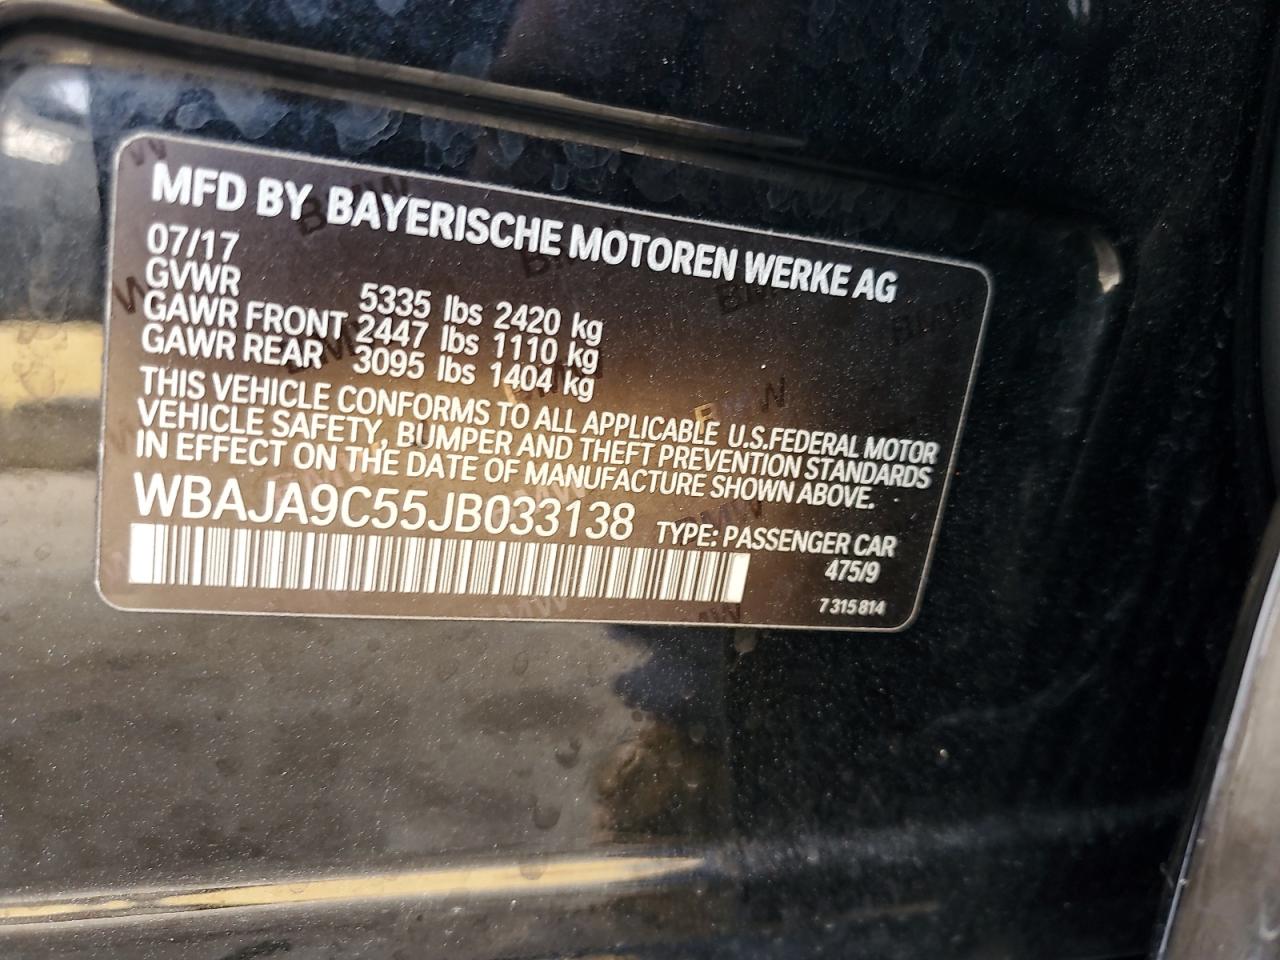 MFD BY BAYERISCHE MOTOREN WERKE AG
07/17
GVWR 5335 lbs 2420 kg
GAWR FRONT 2447 lbs 1110 kg
GAWR REAR 3095 lbs 1404 kg
THIS VEHICLE CONFORMS TO ALL APPLICABLE U.S.FEDERAL MOTOR
VEHICLE SAFETY, BUMPER AND THEFT PREVENTION STANDARDS
IN EFFECT ON THE DATE OF MANUFACTURE SHOWN ABOVE.
WBAJA9C55JB033138 TYPE: PASSENGER CAR
475/9
7 315 814